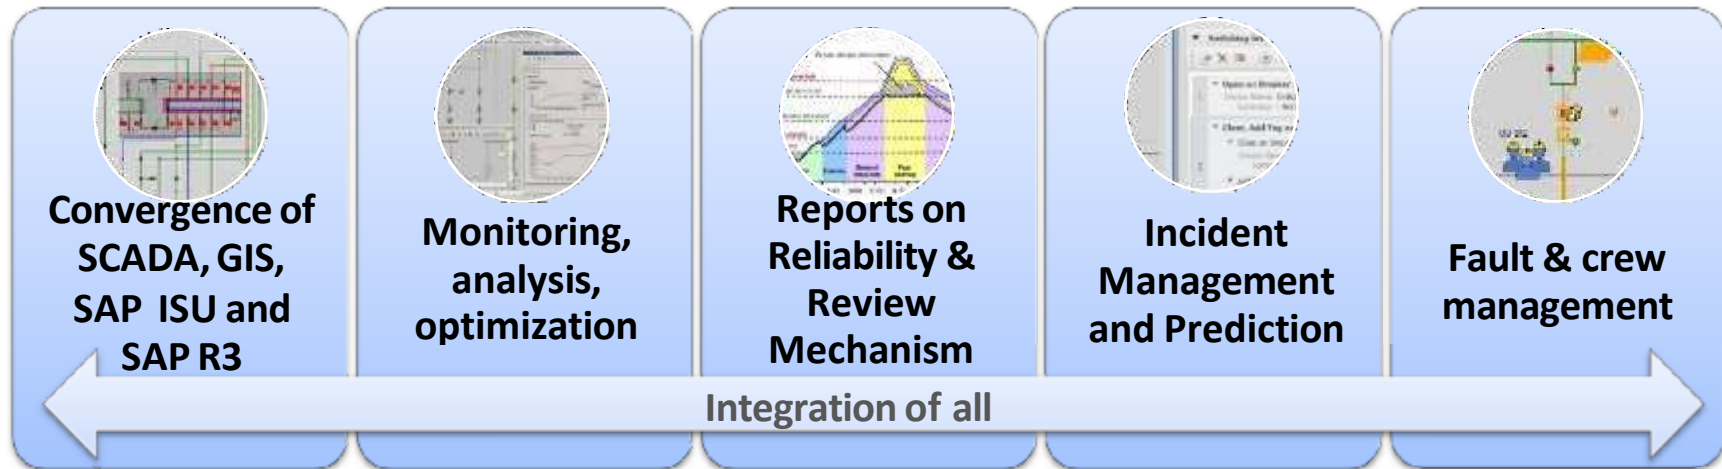 Convergence of
SCADA, GIS,
SAP ISU and
SAP R3
Monitoring,
analysis,
optimization
Reports on
Reliability &
Review
Mechanism
Incident
Management
and Prediction
Fault & crew
management
Integration of all